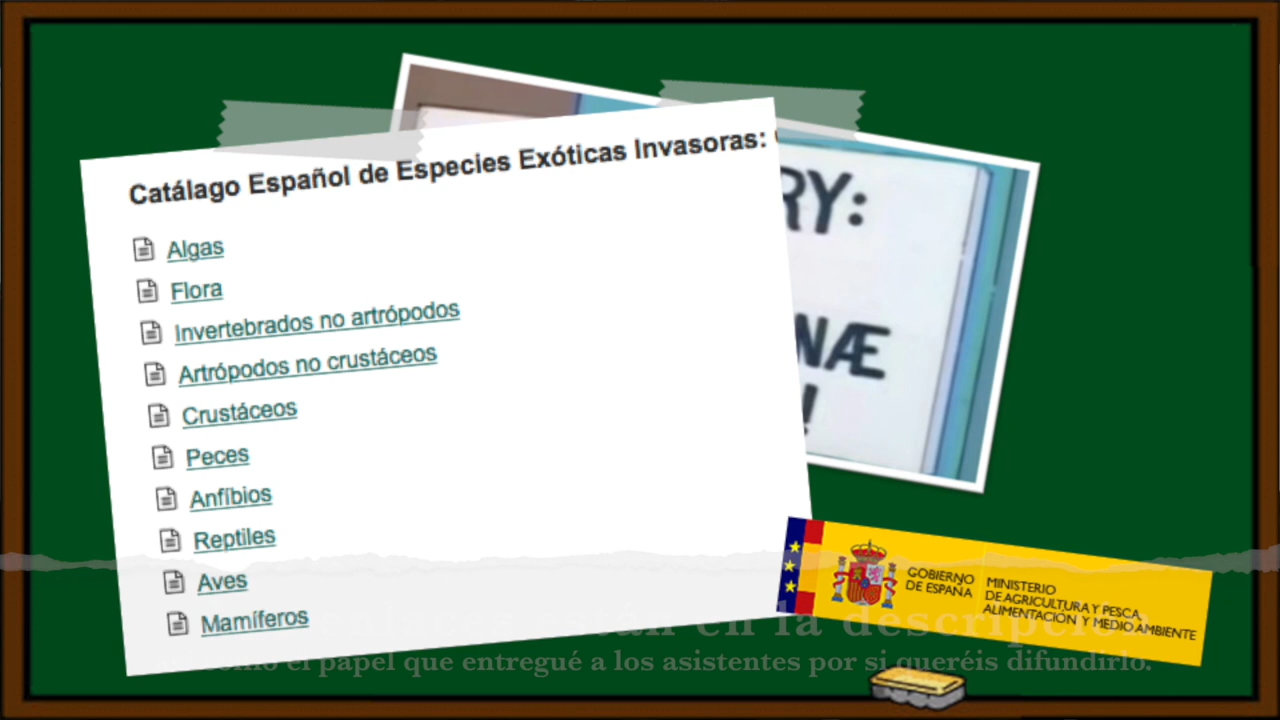 Catálago Español de Especies Exóticas Invasoras:
Algas
Flora
Invertebrados no artrópodos
Artrópodos no crustáceos
Crustáceos
Peces
Anfíbios
Reptiles
Aves
Mamíferos
RY:
NÆ
!
GOBIERNO
DE ESPAÑA
MINISTERIO
DE AGRICULTURA Y PESCA,
ALIMENTACIÓN Y MEDIO AMBIENTE
en la descripción
el papel que entregué a los asistentes por si queréis difundirlo.